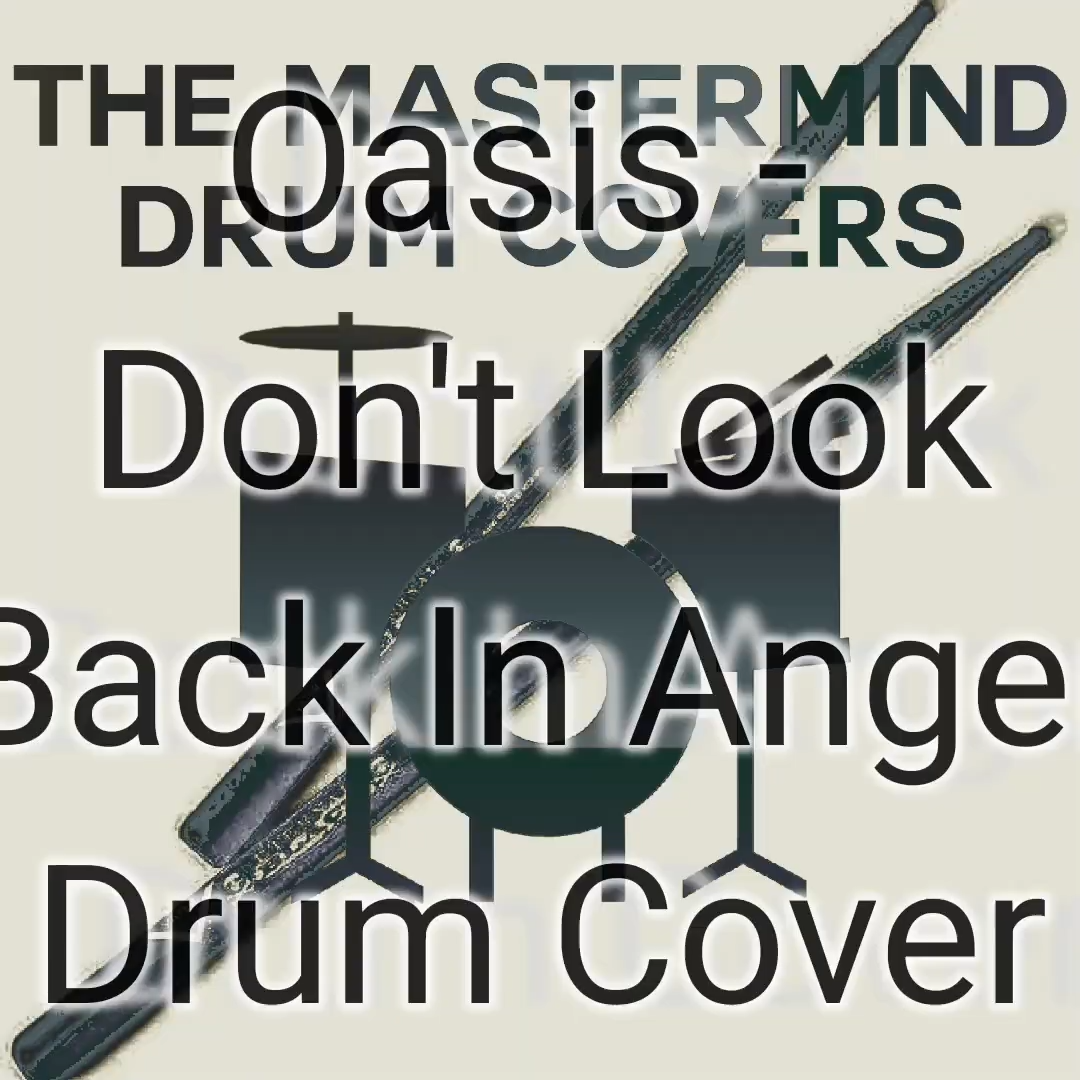 THE MASTERMIND
DRUM COVERS
Oasis -
Don't Look
Back In Ange
Drum Cover